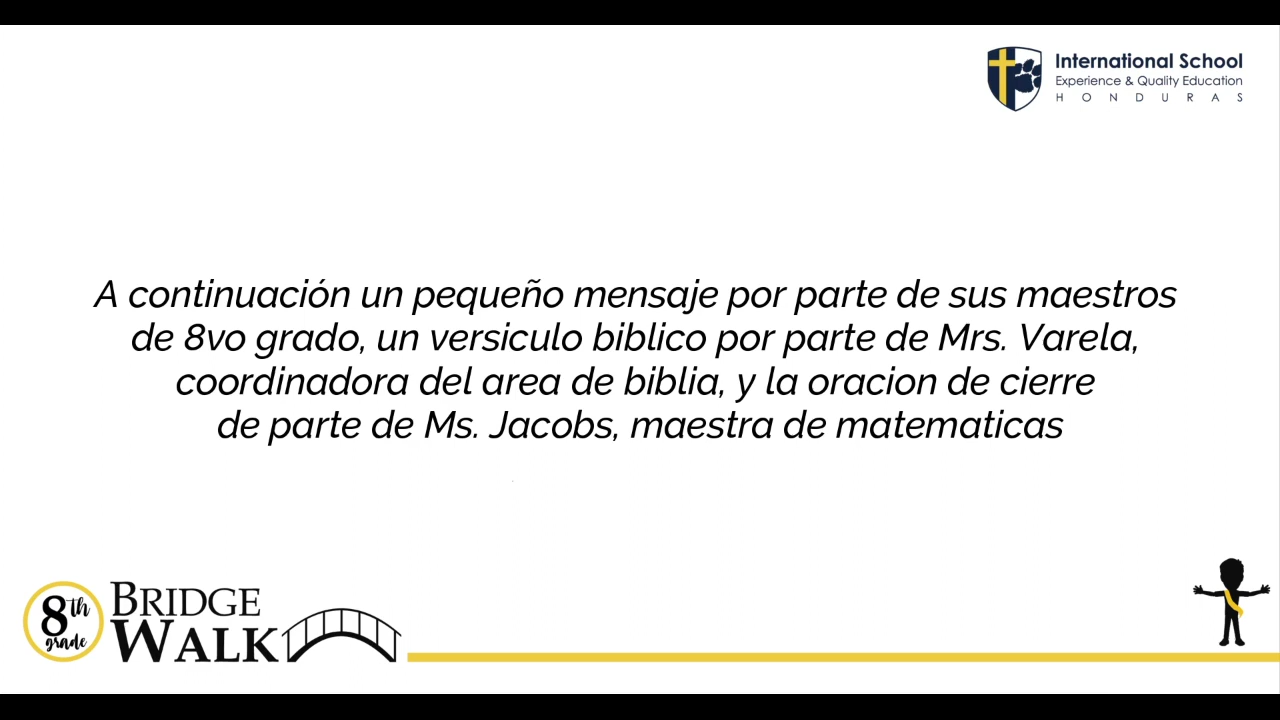 International School
Experience & Quality Education
HONDURAS
A continuación un pequeño mensaje por parte de sus maestros
de 8vo grado, un versiculo biblico por parte de Mrs. Varela,
coordinadora del area de biblia, y la oracion de cierre
de parte de Ms. Jacobs, maestra de matematicas
8th
grade
BRIDGE
WALK